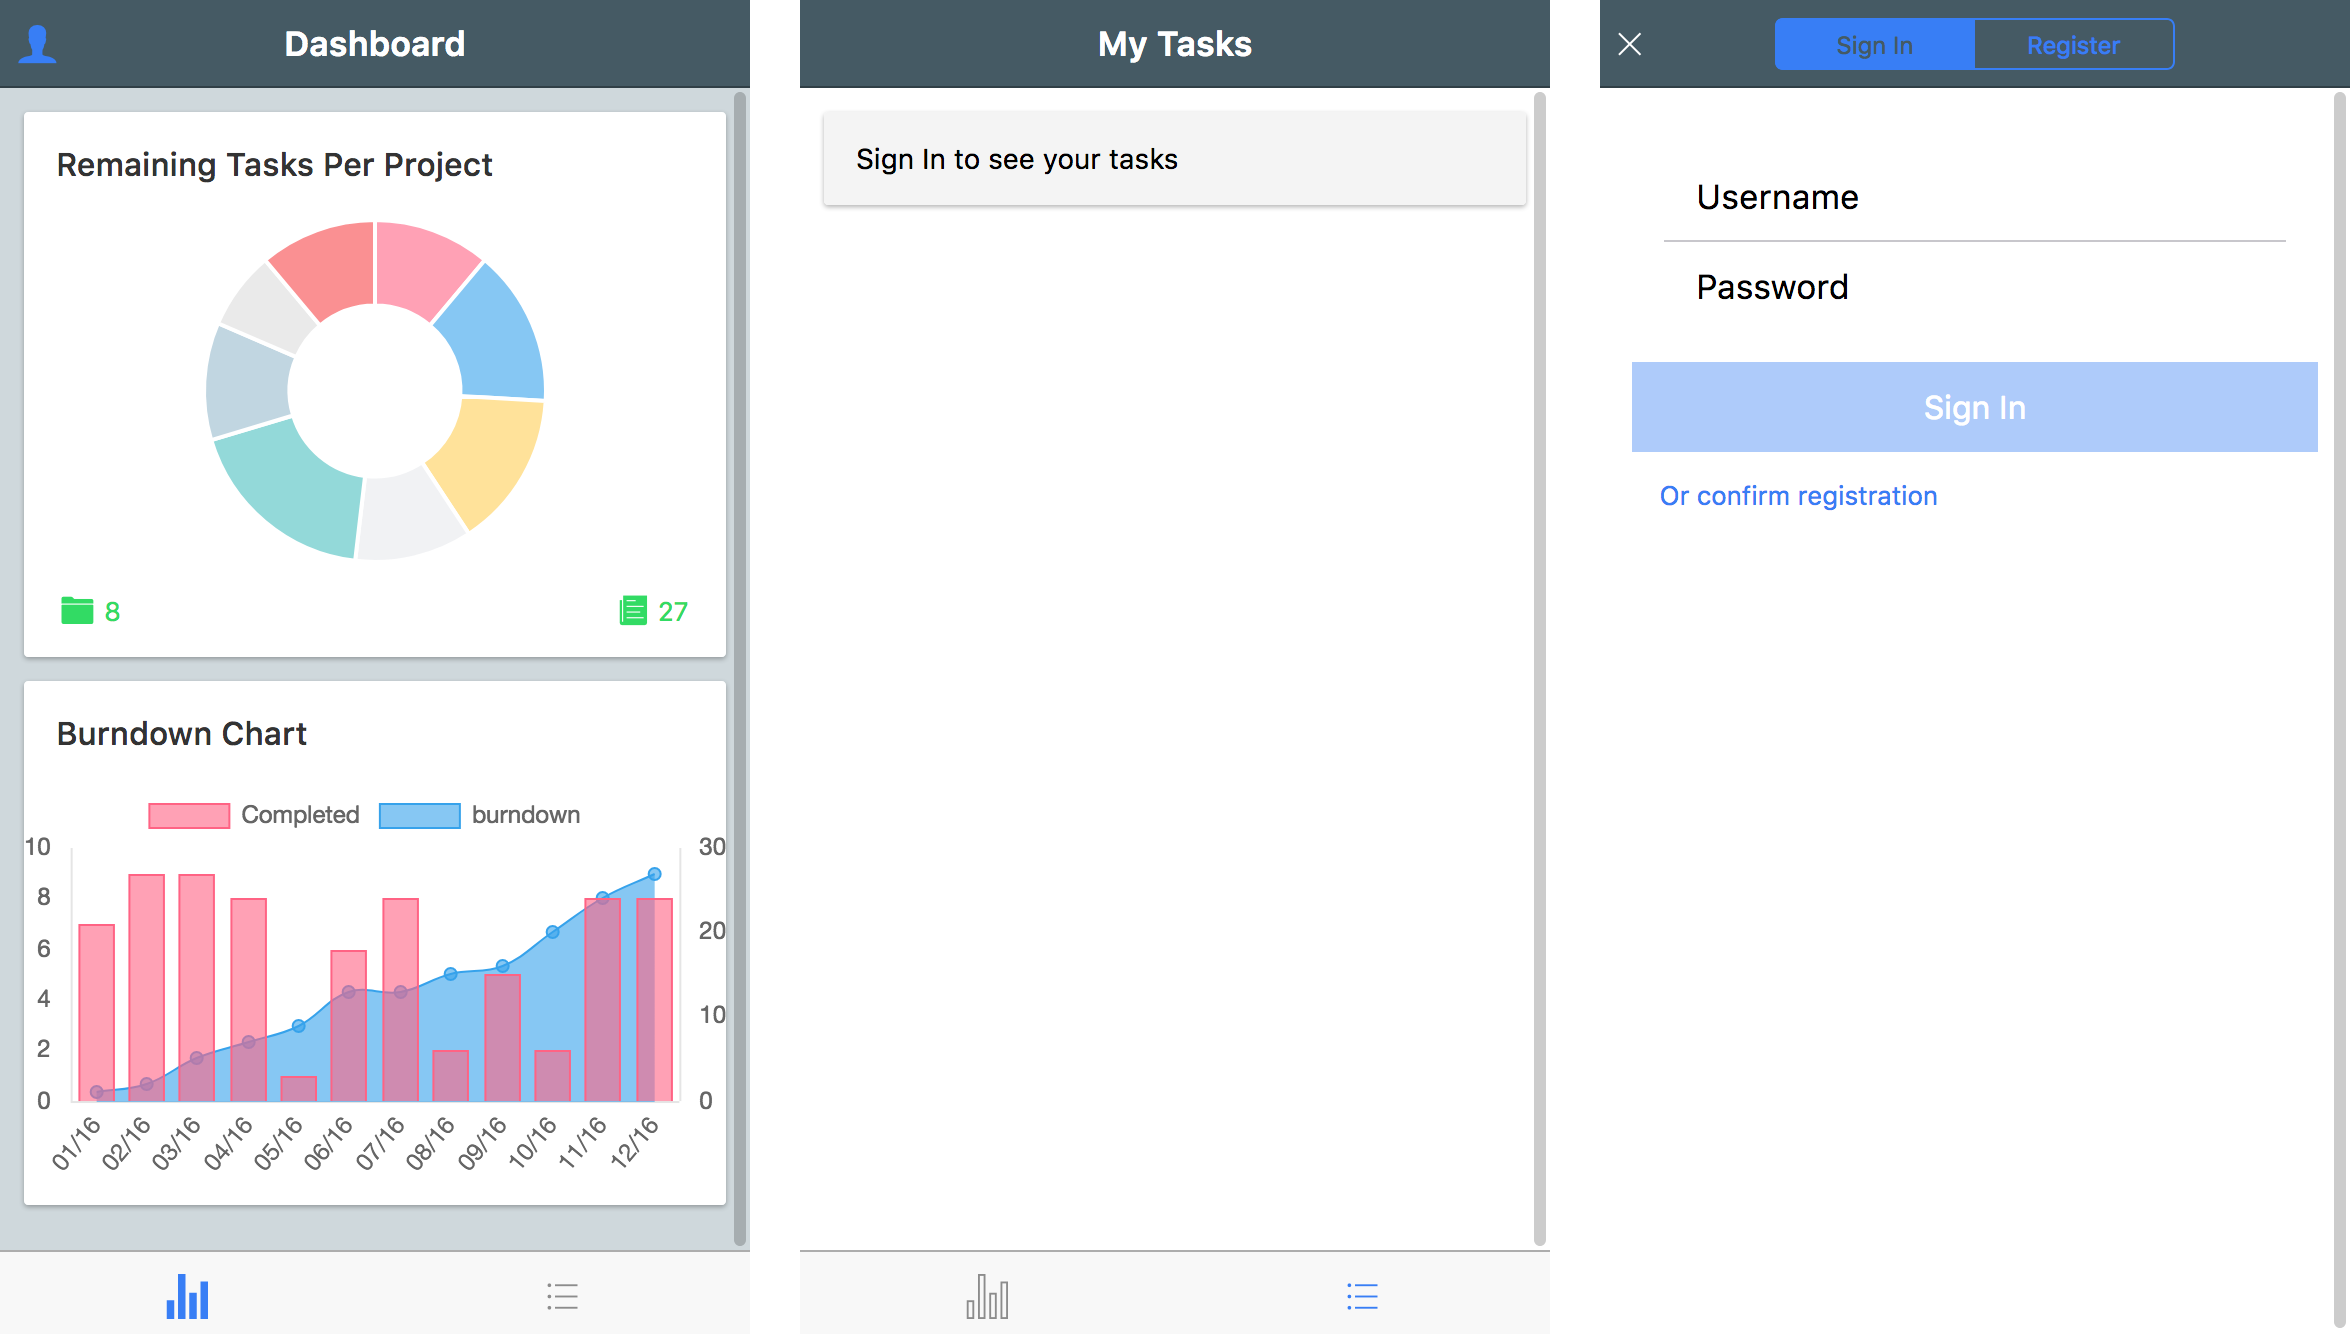 Dashboard
Remaining Tasks Per Project
8
27
Burndown Chart
Completed
burndown
10
8
6
4
2
0
30
20
10
0
01/16
02/16
03/16
04/16
05/16
06/16
07/16
08/16
09/16
10/16
11/16
12/16
My Tasks
Sign In to see your tasks
Sign In
Register
Username
Password
Sign In
Or confirm registration